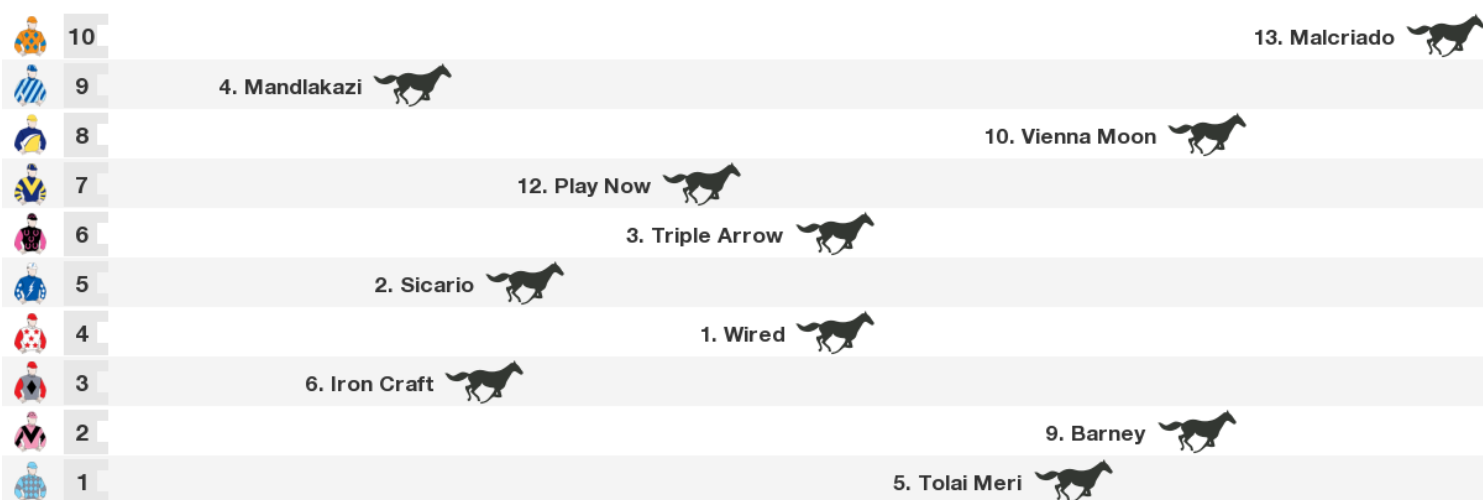 10 13. Malcriado
9 4. Mandlakazi
8 10. Vienna Moon
7 12. Play Now
6 3. Triple Arrow
5 2. Sicario
4 1. Wired
3 6. Iron Craft
2 9. Barney
1 5. Tolai Meri